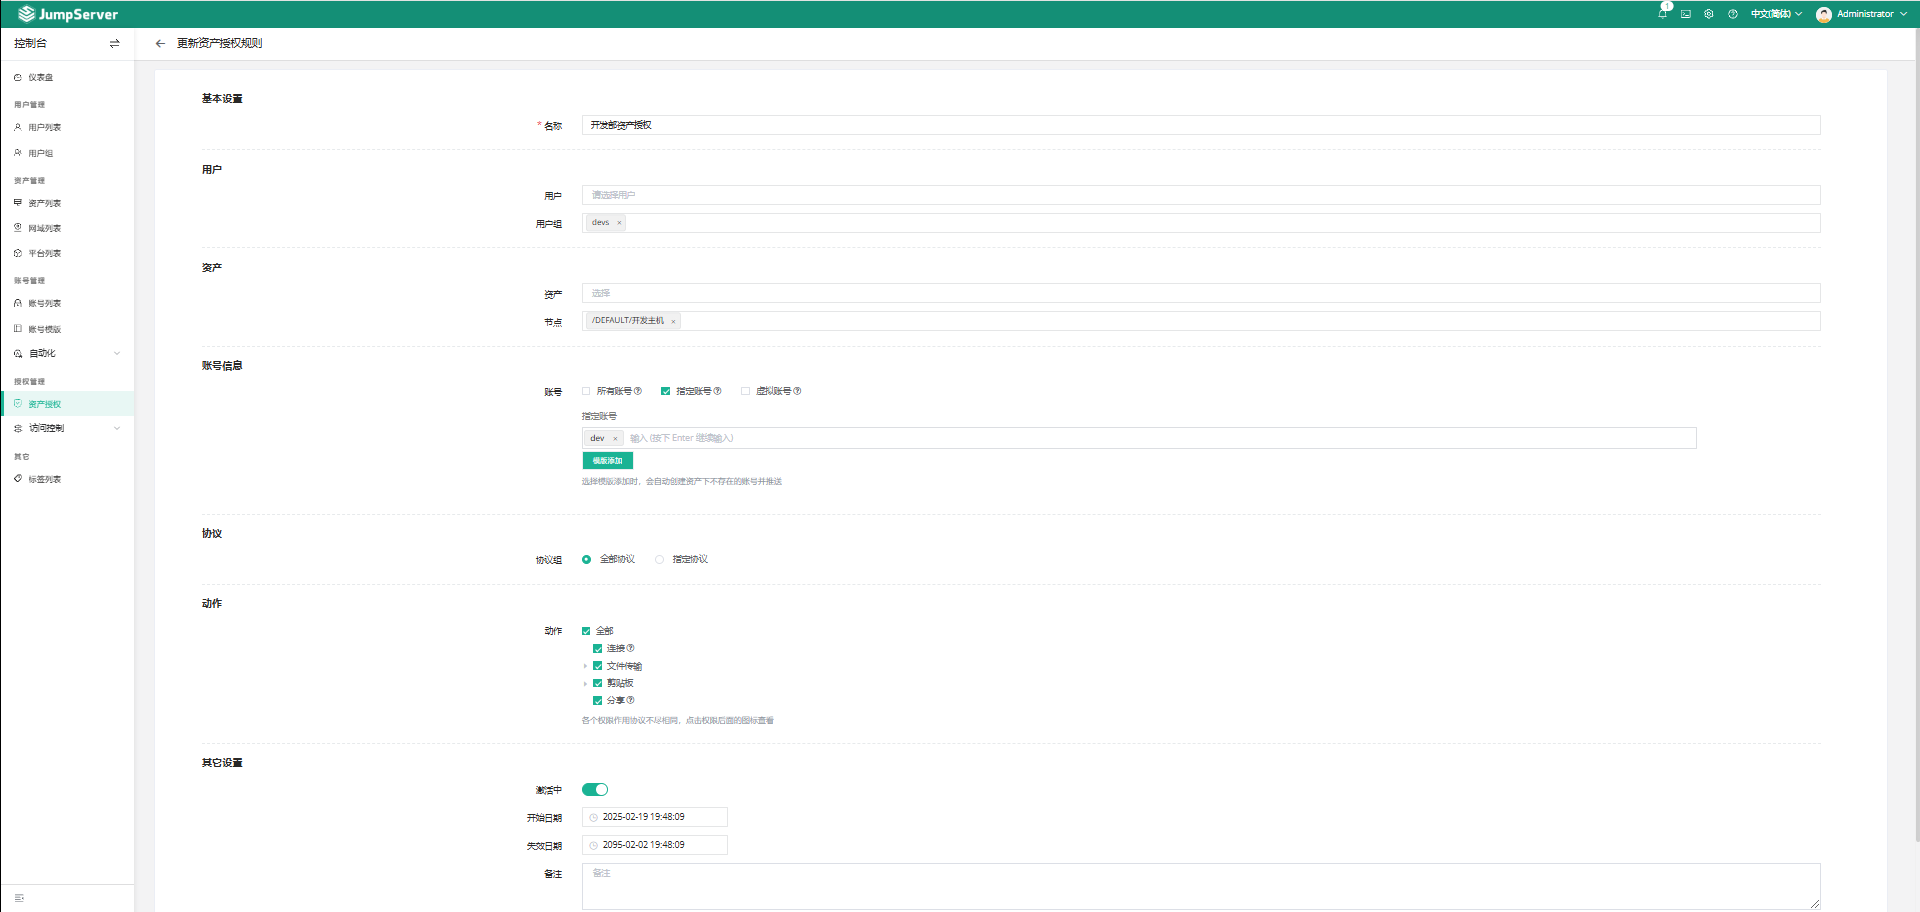 JumpServer
1
中文(简体)
Administrator
控制台
更新资产授权规则
仪表盘
用户管理
用户列表
用户组
资产管理
资产列表
网域列表
平台列表
账号管理
账号列表
账号模版
自动化
授权管理
资产授权
访问控制
其它
标签列表
基本设置
* 名称
开发部资产授权
用户
用户
请选择用户
用户组
devs ×
资产
资产
选择
节点
/DEFAULT/开发主机 ×
账号信息
账号
所有账号 指定账号 虚拟账号
指定账号
dev × 输入 (按下 Enter 继续输入)
模版添加
选择模版添加时，会自动创建资产下不存在的账号并推送
协议
协议组
全部协议 指定协议
动作
动作
全部
连接
文件传输
剪贴板
分享
各个权限作用协议不尽相同，点击权限后面的图标查看
其它设置
激活中
开始日期
2025-02-19 19:48:09
失效日期
2095-02-02 19:48:09
备注
备注